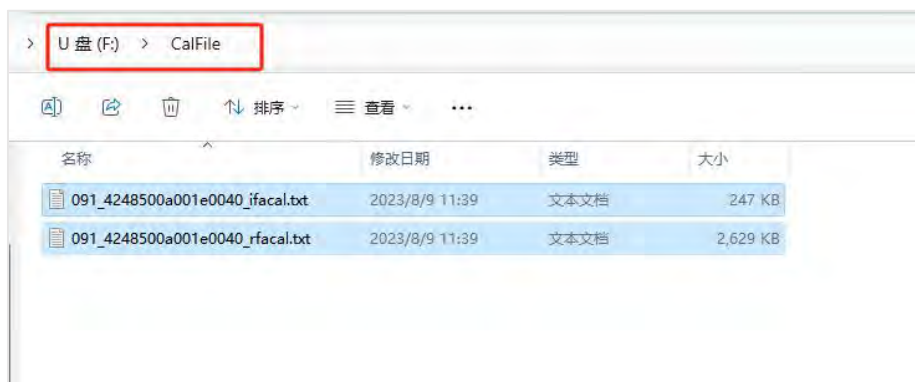 > U 盘 (F:) > CalFile
排序 查看 ...
名称 修改日期 类型 大小
091_4248500a001e0040_ifacal.txt 2023/8/9 11:39 文本文档 247 KB
091_4248500a001e0040_rfacal.txt 2023/8/9 11:39 文本文档 2,629 KB